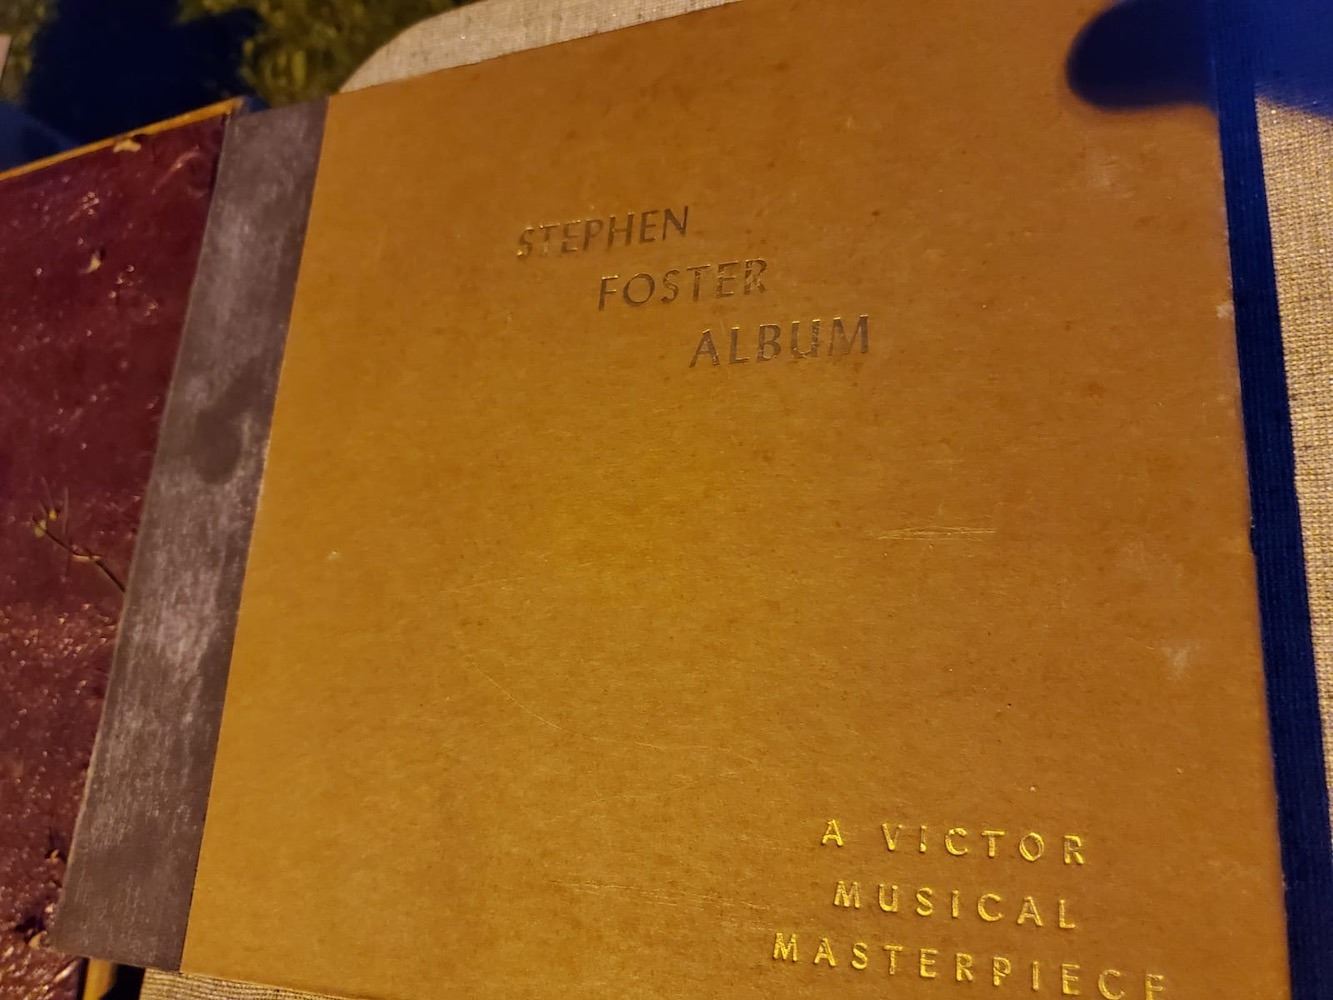 STEPHEN
FOSTER
ALBUM
A VICTOR
MUSICAL
MASTERPIECE